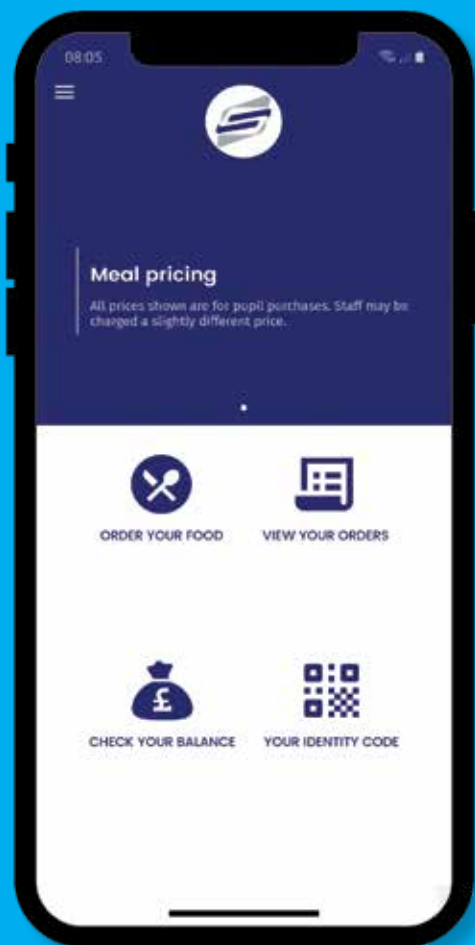 08:05
Meal pricing
All prices shown are for pupil purchases. Staff may be
charged a slightly different price.
ORDER YOUR FOOD
VIEW YOUR ORDERS
£
CHECK YOUR BALANCE
YOUR IDENTITY CODE